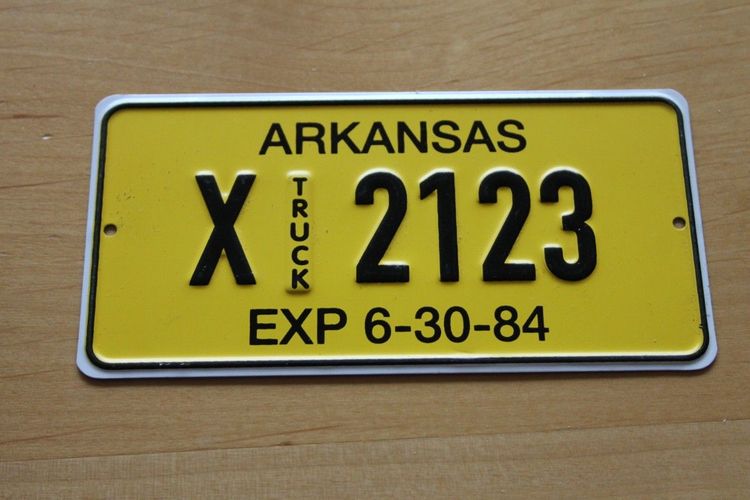 ARKANSAS
X TRUCK 2123
EXP 6-30-84